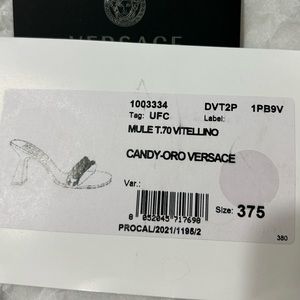 VERSACE
1003334 DVT2P 1PB9V
Tag: UFC Label:
MULE T.70 VITELLINO
CANDY-ORO VERSACE
Var.:
Size: 375
8 052045 717698
PROCAL/2021/1195/2
380